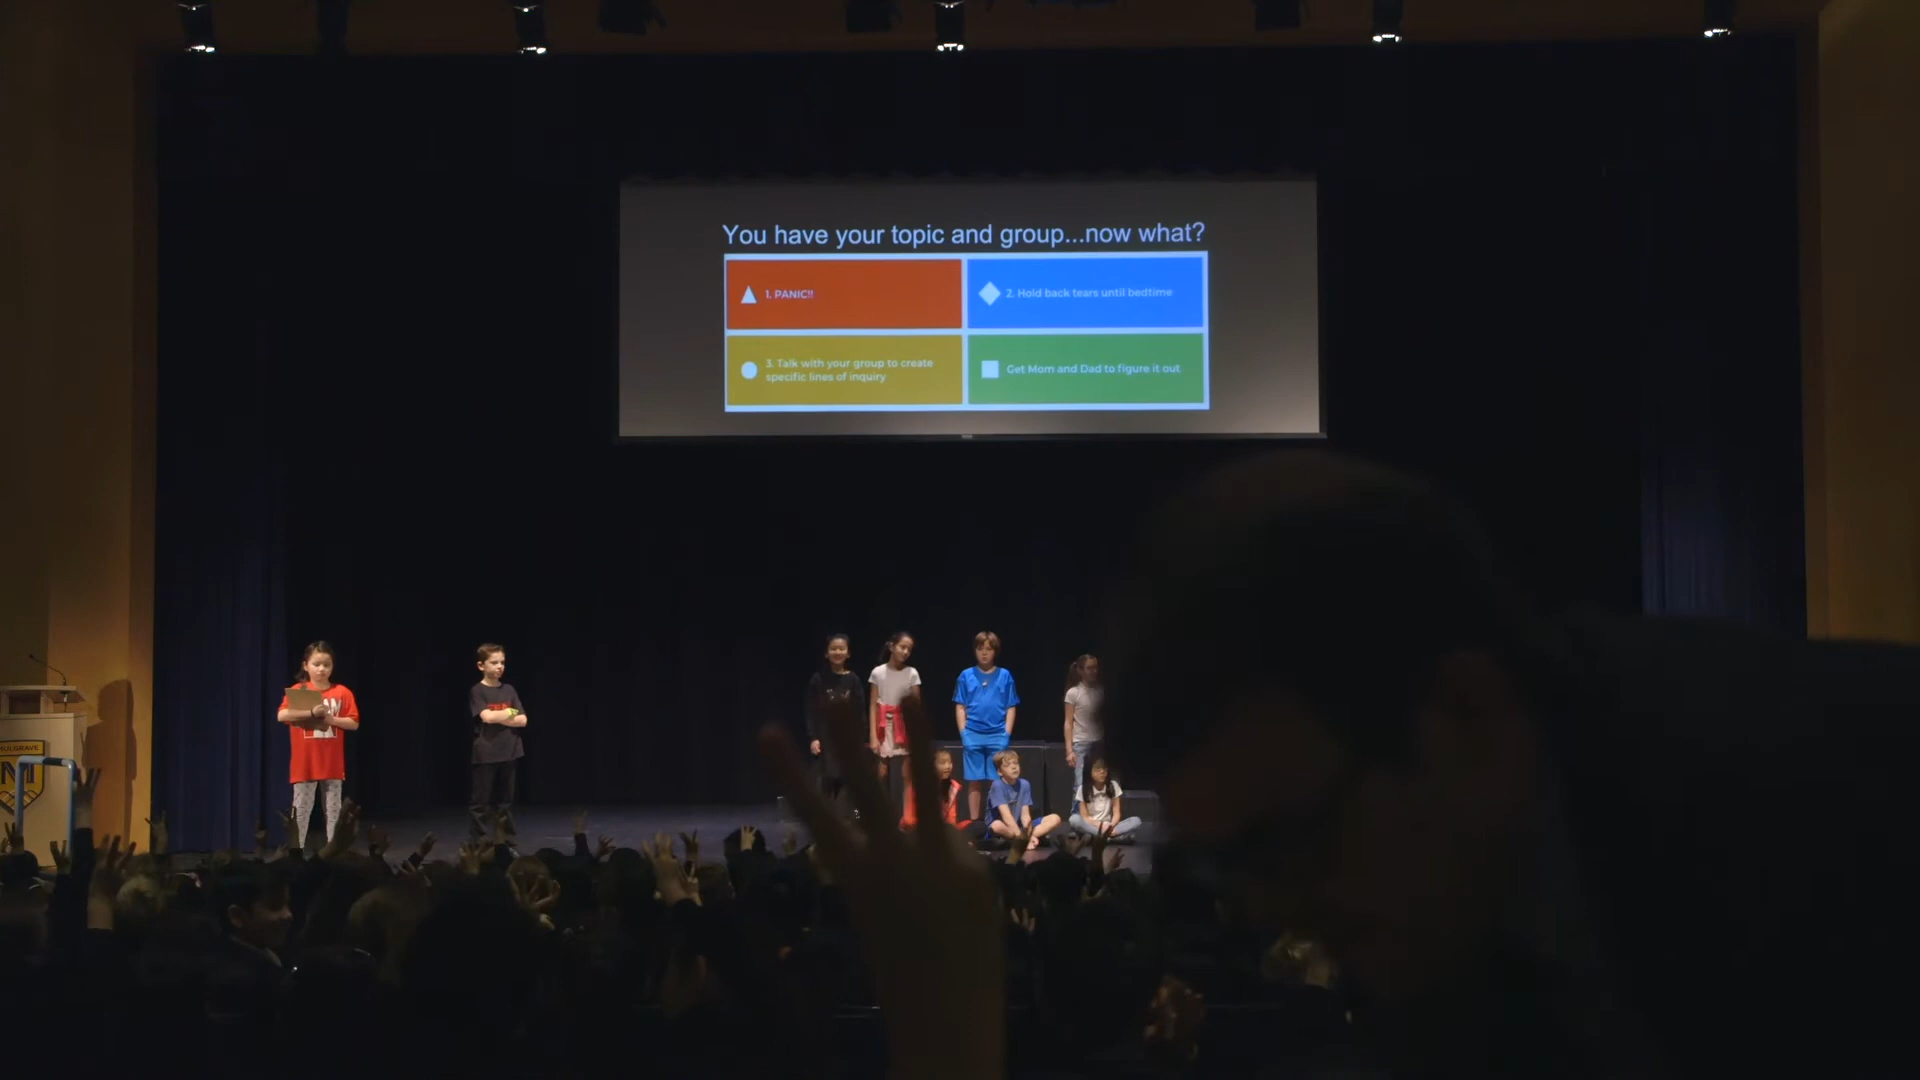 You have your topic and group...now what?
1. PANIC!!
2. Hold back tears until bedtime
3. Talk with your group to create
specific lines of inquiry
Get Mom and Dad to figure it out
MULGRAVE
M